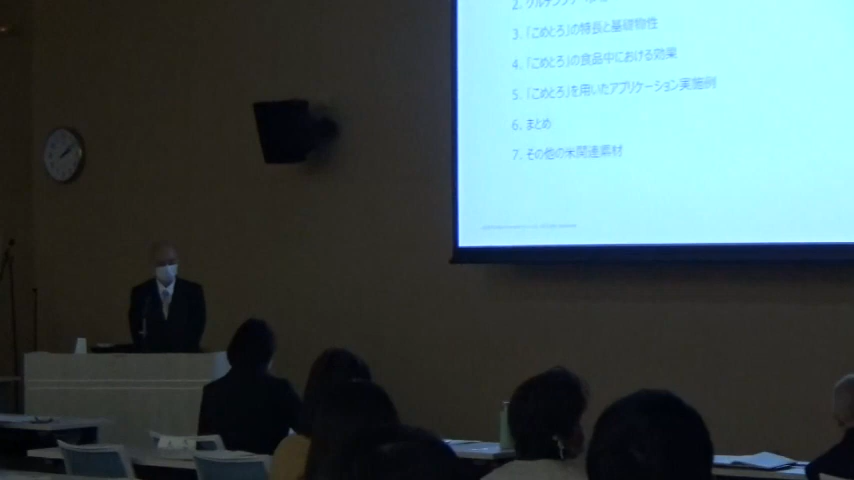 3. 「こめとろ」の特長と基礎物性
4. 「こめとろ」の食品中における効果
5. 「こめとろ」を用いたアプリケーション実施例
6. まとめ
7. その他の米関連素材